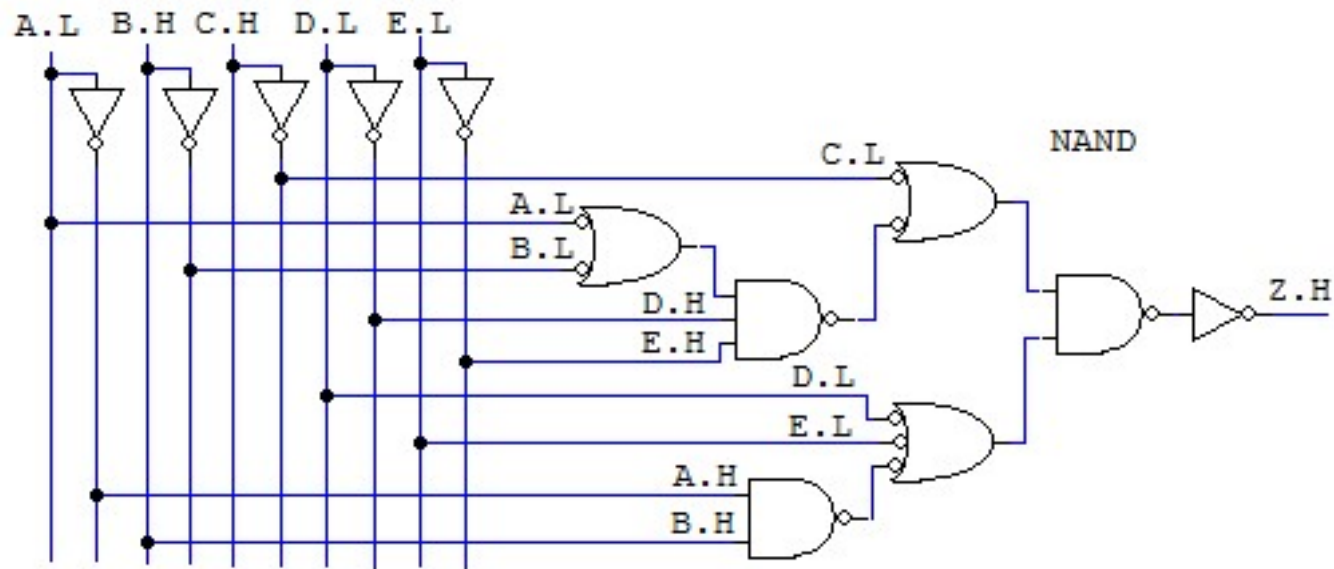 A.L B.H C.H D.L E.L
NAND
C.L
A.L
B.L
Z.H
D.H
E.H
D.L
E.L
A.H
B.H